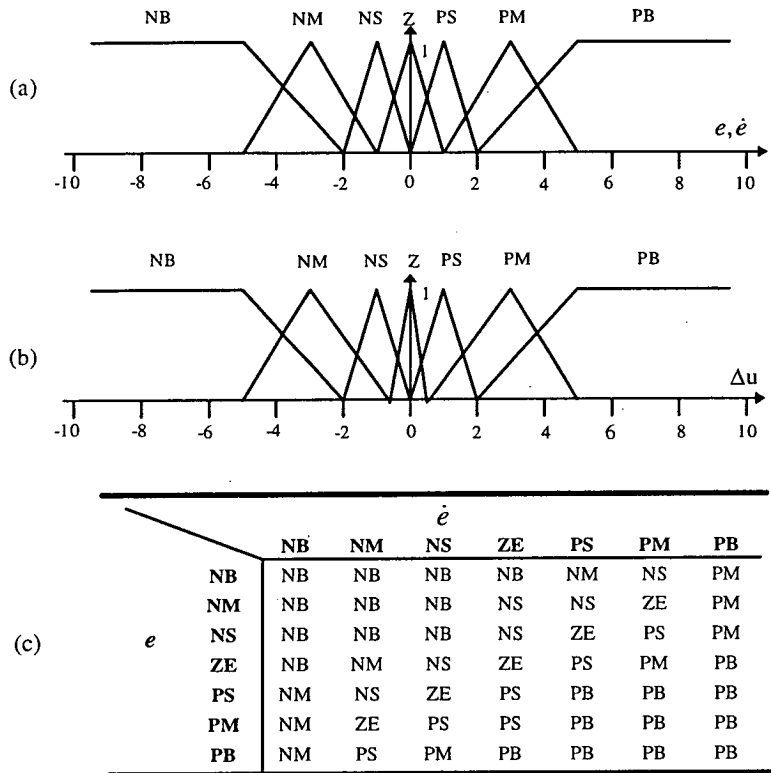 NB NM NS Z PS PM PB
1
(a)
e, ė
-10 -8 -6 -4 -2 0 2 4 6 8 10
NB NM NS Z PS PM PB
1
(b)
Δu
-10 -8 -6 -4 -2 0 2 4 6 8 10
ė
NB NM NS ZE PS PM PB
NB NB NB NB NB NM NS PM
NM NB NB NB NS NS ZE PM
(c) e NS NB NB NB NS ZE PS PM
ZE NB NM NS ZE PS PM PB
PS NM NS ZE PS PB PB PB
PM NM ZE PS PS PB PB PB
PB NM PS PM PB PB PB PB